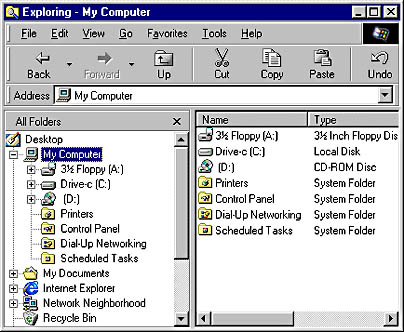 Exploring - My Computer
File Edit View Go Favorites Tools Help
Back Forward Up Cut Copy Paste Undo
Address My Computer
All Folders
Desktop
My Computer
3½ Floppy (A:)
Drive-c (C:)
(D:)
Printers
Control Panel
Dial-Up Networking
Scheduled Tasks
My Documents
Internet Explorer
Network Neighborhood
Recycle Bin
Name Type
3½ Floppy (A:) 3½ Inch Floppy Dis
Drive-c (C:) Local Disk
(D:) CD-ROM Disc
Printers System Folder
Control Panel System Folder
Dial-Up Networking System Folder
Scheduled Tasks System Folder